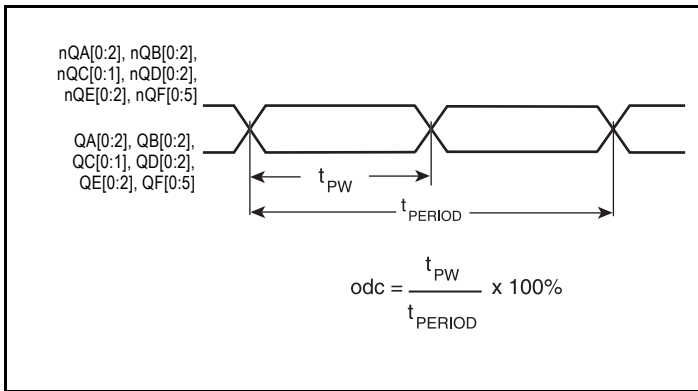 nQA[0:2], nQB[0:2],
nQC[0:1], nQD[0:2],
nQE[0:2], nQF[0:5]
QA[0:2], QB[0:2],
QC[0:1], QD[0:2],
QE[0:2], QF[0:5]
tPW
tPERIOD
odc = tPW / tPERIOD x 100%